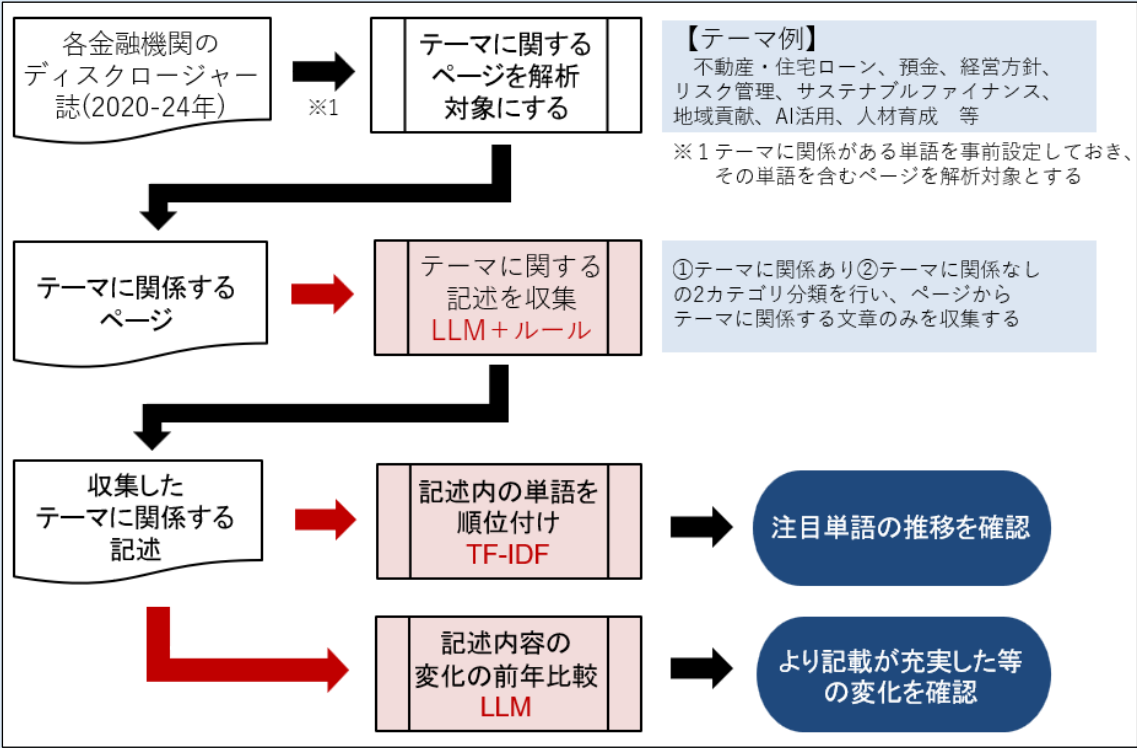 各金融機関の
ディスクロージャー
誌(2020-24年)
※1
テーマに関する
ページを解析
対象にする
【テーマ例】
不動産・住宅ローン、預金、経営方針、
リスク管理、サステナブルファイナンス、
地域貢献、AI活用、人材育成　等
※１テーマに関係がある単語を事前設定しておき、
その単語を含むページを解析対象とする
テーマに関係する
ページ
テーマに関する
記述を収集
LLM＋ルール
①テーマに関係あり②テーマに関係なし
の2カテゴリ分類を行い、ページから
テーマに関係する文章のみを収集する
収集した
テーマに関係する
記述
記述内の単語を
順位付け
TF-IDF
注目単語の推移を確認
記述内容の
変化の前年比較
LLM
より記載が充実した等
の変化を確認